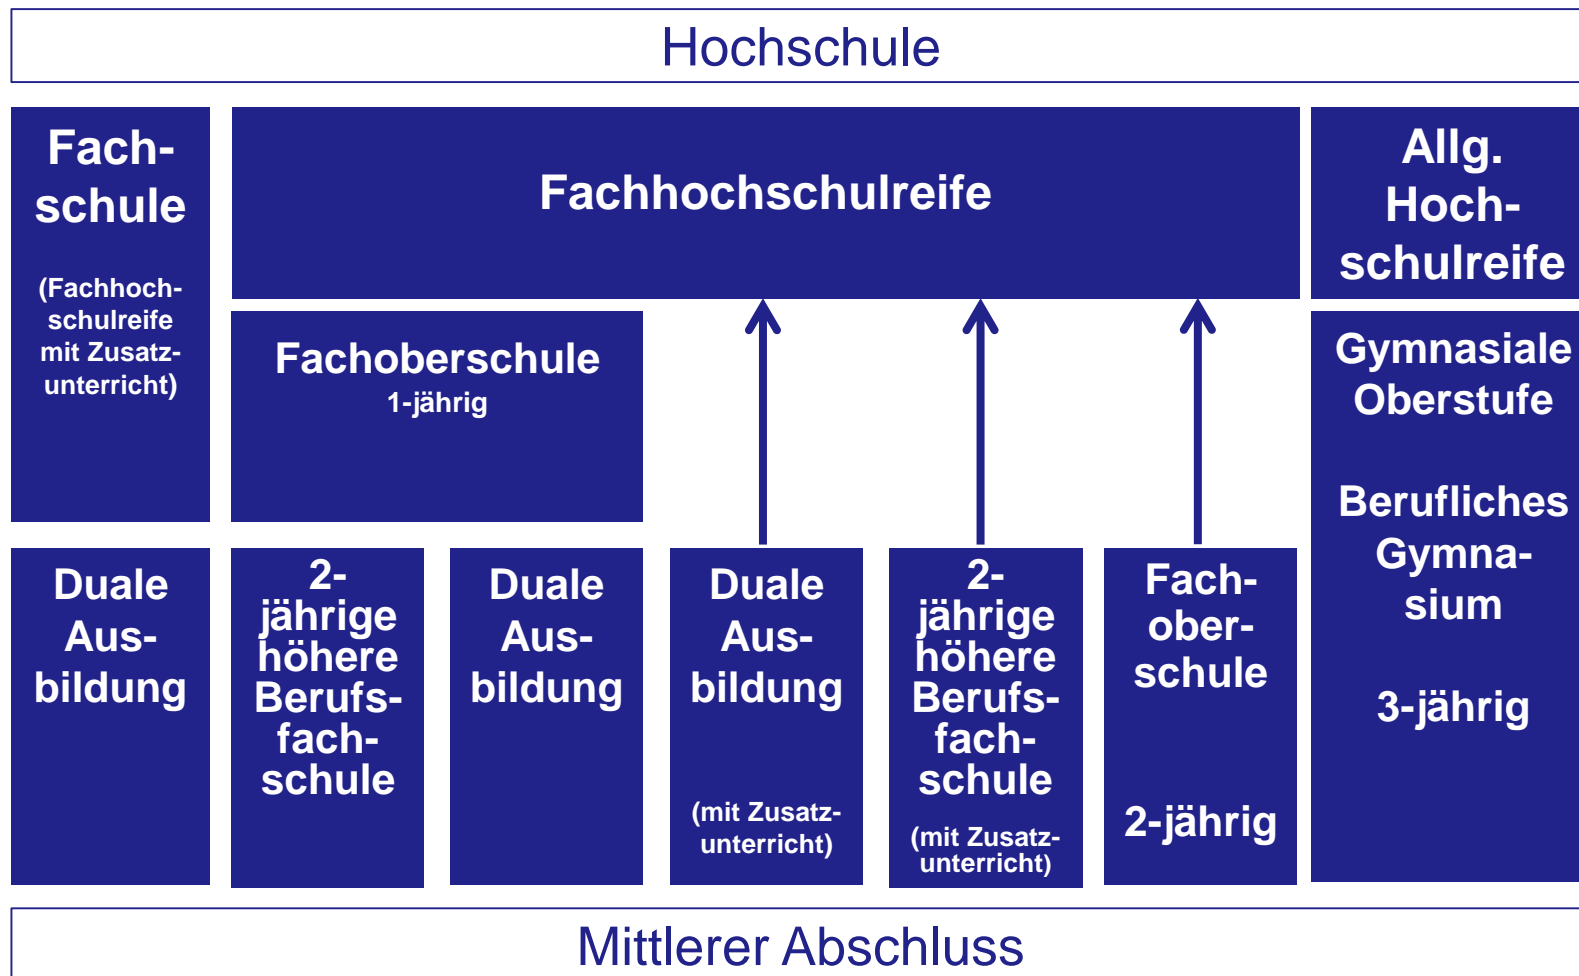 Hochschule
Fach-
schule
(Fachhoch-
schulreife
mit Zusatz-
unterricht)
Fachhochschulreife
Allg.
Hoch-
schulreife
Fachoberschule
1-jährig
Gymnasiale
Oberstufe
Berufliches
Gymna-
sium
3-jährig
Duale
Aus-
bildung
2-
jährige
höhere
Berufs-
fach-
schule
Duale
Aus-
bildung
Duale
Aus-
bildung
(mit Zusatz-
unterricht)
2-
jährige
höhere
Berufs-
fach-
schule
(mit Zusatz-
unterricht)
Fach-
ober-
schule
2-jährig
Mittlerer Abschluss